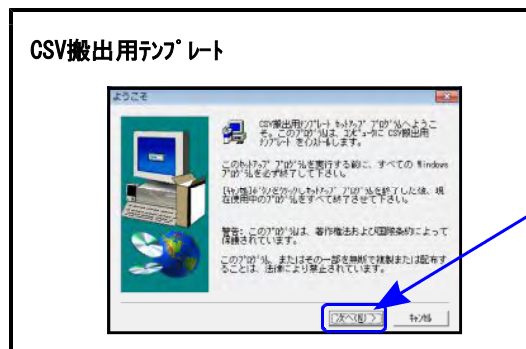 CSV搬出用ﾃﾝﾌﾟﾚｰﾄ
ようこそ
CSV搬出用ﾃﾝﾌﾟﾚｰﾄ ｾｯﾄｱｯﾌﾟ ﾌﾟﾛｸﾞﾗﾑへようこ
そ。このﾌﾟﾛｸﾞﾗﾑは、ｺﾝﾋﾟｭｰﾀに CSV搬出用
ﾃﾝﾌﾟﾚｰﾄ をｲﾝｽﾄｰﾙします。
このｾｯﾄｱｯﾌﾟ ﾌﾟﾛｸﾞﾗﾑを実行する前に、すべての Windows
ﾌﾟﾛｸﾞﾗﾑを必ず終了して下さい。
[ｷｬﾝｾﾙ]ﾎﾞﾀﾝをｸﾘｯｸしｾｯﾄｱｯﾌﾟ ﾌﾟﾛｸﾞﾗﾑを終了した後、現
在使用中のﾌﾟﾛｸﾞﾗﾑをすべて終了させて下さい。
警告: このﾌﾟﾛｸﾞﾗﾑは、著作権法および国際条約によって
保護されています。
このﾌﾟﾛｸﾞﾗﾑ、またはその一部を無断で複製または配布す
ることは、法律により禁止されています。
次へ(N) > ｷｬﾝｾﾙ